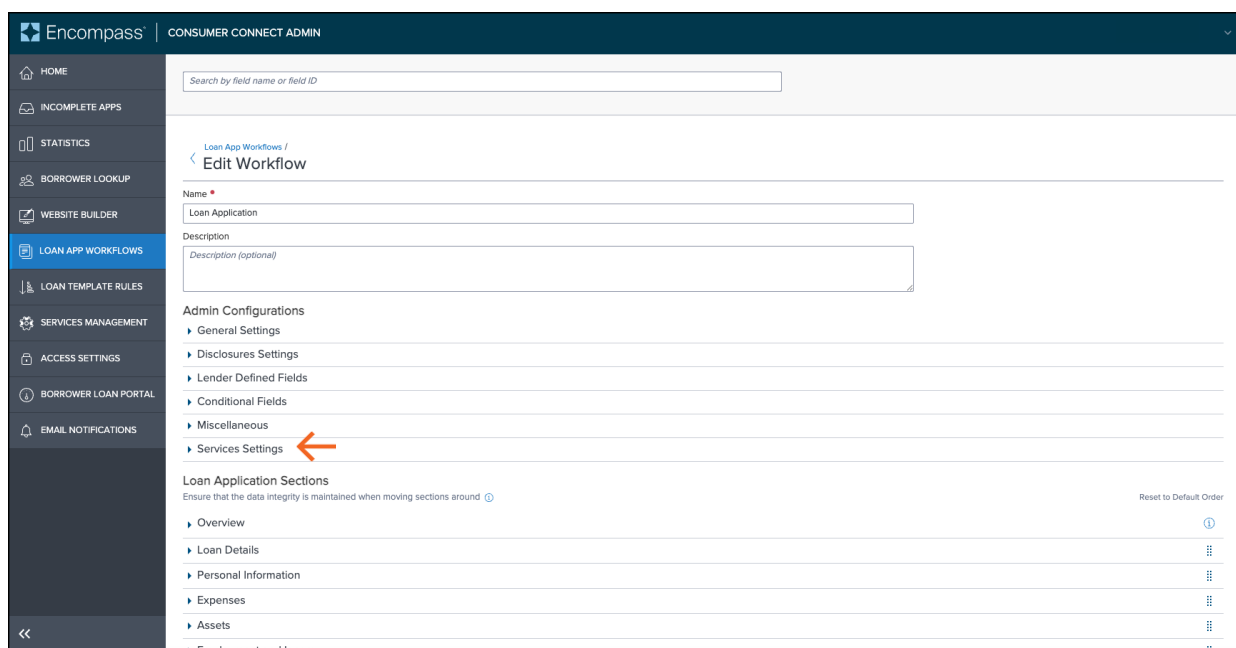 Encompass® | CONSUMER CONNECT ADMIN
HOME
INCOMPLETE APPS
STATISTICS
BORROWER LOOKUP
WEBSITE BUILDER
LOAN APP WORKFLOWS
LOAN TEMPLATE RULES
SERVICES MANAGEMENT
ACCESS SETTINGS
BORROWER LOAN PORTAL
EMAIL NOTIFICATIONS
Search by field name or field ID
Loan App Workflows /
Edit Workflow
Name *
Loan Application
Description
Description (optional)
Admin Configurations
General Settings
Disclosures Settings
Lender Defined Fields
Conditional Fields
Miscellaneous
Services Settings
Loan Application Sections
Ensure that the data integrity is maintained when moving sections around
Reset to Default Order
Overview
Loan Details
Personal Information
Expenses
Assets